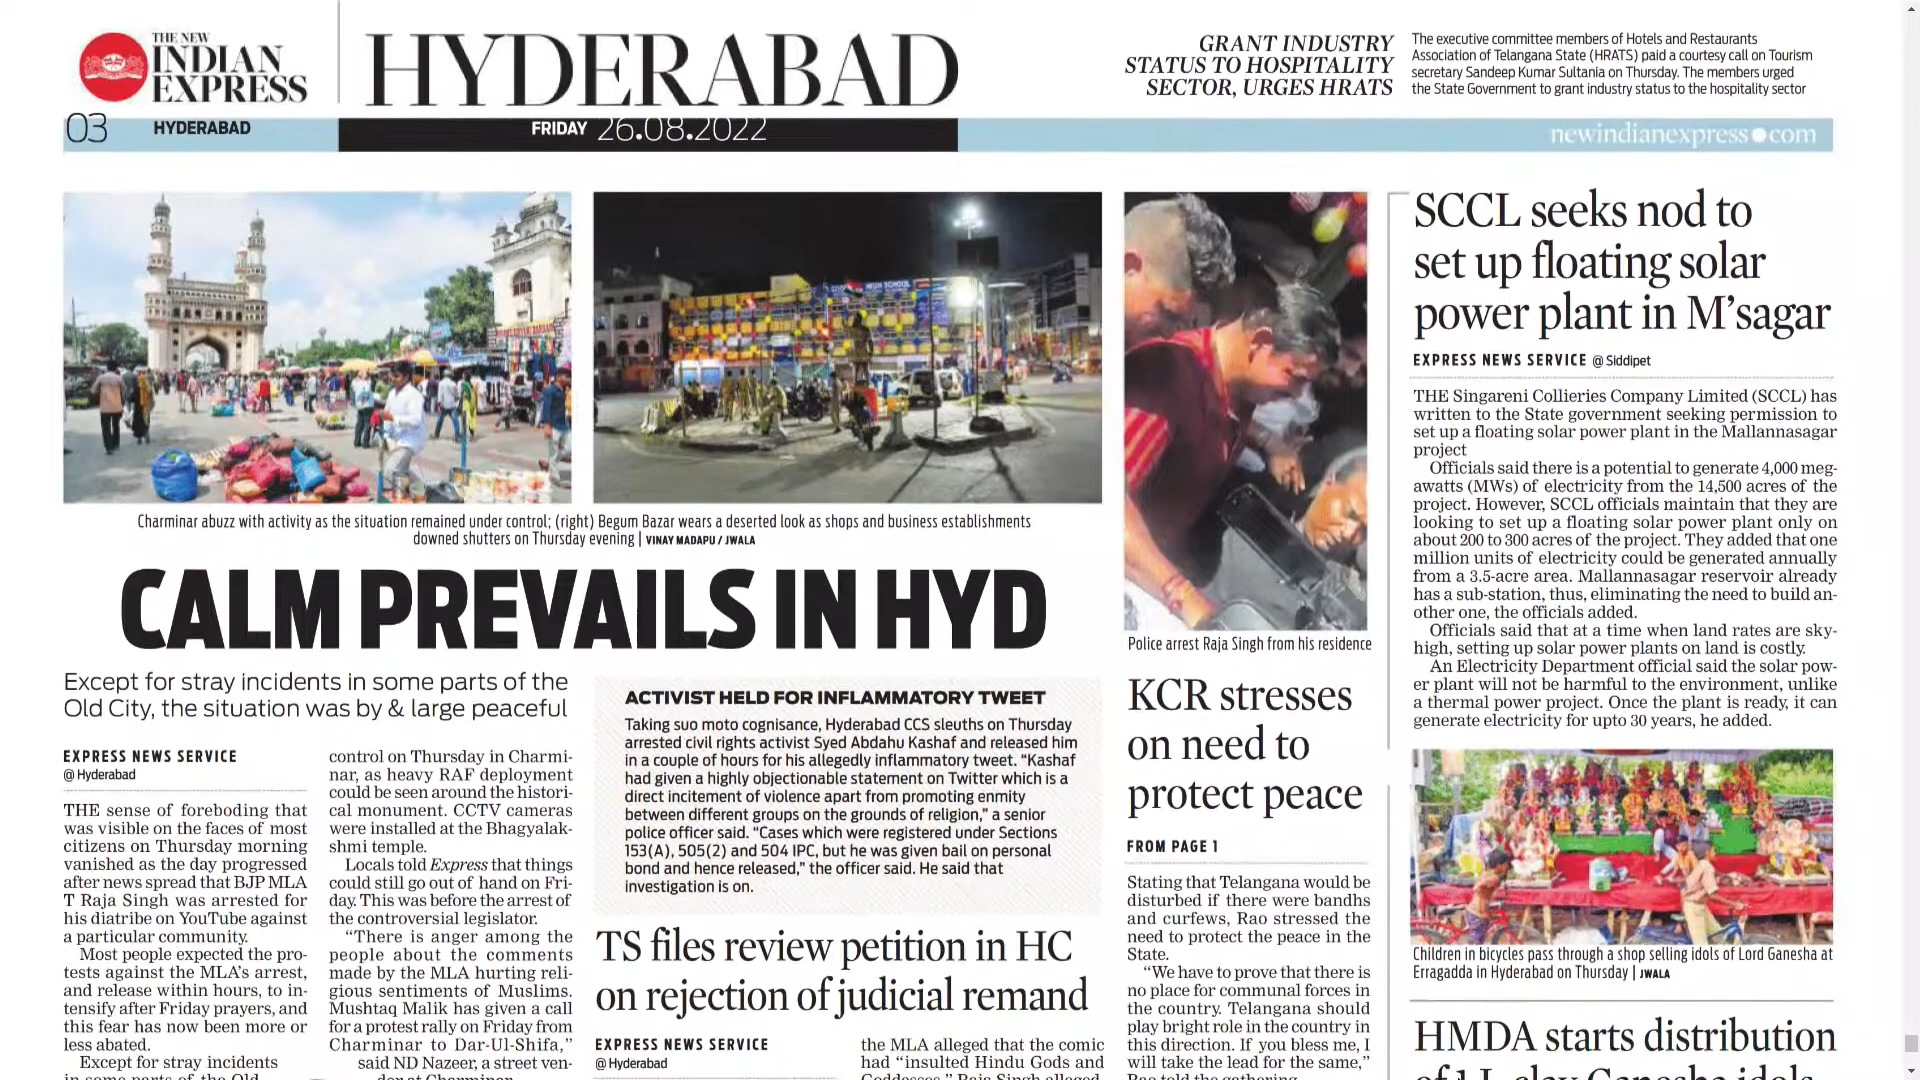 THE NEW
INDIAN
EXPRESS
HYDERABAD
GRANT INDUSTRY
STATUS TO HOSPITALITY
SECTOR, URGES HRATS
The executive committee members of Hotels and Restaurants
Association of Telangana State (HRATS) paid a courtesy call on Tourism
secretary Sandeep Kumar Sultania on Thursday. The members urged
the State Government to grant industry status to the hospitality sector
03 HYDERABAD
FRIDAY 26.08.2022
newindianexpress.com
HIGH SCHOOL
Charminar abuzz with activity as the situation remained under control; (right) Begum Bazar wears a deserted look as shops and business establishments
downed shutters on Thursday evening | VINAY MADAPU / JWALA
CALM PREVAILS IN HYD
Except for stray incidents in some parts of the
Old City, the situation was by & large peaceful
EXPRESS NEWS SERVICE
@ Hyderabad
THE sense of foreboding that
was visible on the faces of most
citizens on Thursday morning
vanished as the day progressed
after news spread that BJP MLA
T Raja Singh was arrested for
his diatribe on YouTube against
a particular community.
Most people expected the pro-
tests against the MLA's arrest,
and release within hours, to in-
tensify after Friday prayers, and
this fear has now been more or
less abated.
Except for stray incidents
in some parts of the Old
control on Thursday in Charmi-
nar, as heavy RAF deployment
could be seen around the histori-
cal monument. CCTV cameras
were installed at the Bhagyalak-
shmi temple.
Locals told Express that things
could still go out of hand on Fri-
day. This was before the arrest of
the controversial legislator.
“There is anger among the
people about the comments
made by the MLA hurting reli-
gious sentiments of Muslims.
Mushtaq Malik has given a call
for a protest rally on Friday from
Charminar to Dar-Ul-Shifa,”
said ND Nazeer, a street ven-
dor at Charminar.
ACTIVIST HELD FOR INFLAMMATORY TWEET
Taking suo moto cognisance, Hyderabad CCS sleuths on Thursday
arrested civil rights activist Syed Abdahu Kashaf and released him
in a couple of hours for his allegedly inflammatory tweet. “Kashaf
had given a highly objectionable statement on Twitter which is a
direct incitement of violence apart from promoting enmity
between different groups on the grounds of religion,” a senior
police officer said. “Cases which were registered under Sections
153(A), 505(2) and 504 IPC, but he was given bail on personal
bond and hence released,” the officer said. He said that
investigation is on.
TS files review petition in HC
on rejection of judicial remand
EXPRESS NEWS SERVICE
@ Hyderabad
the MLA alleged that the comic
had “insulted Hindu Gods and
Goddesses.” Raja Singh alleged
Police arrest Raja Singh from his residence
KCR stresses
on need to
protect peace
FROM PAGE 1
Stating that Telangana would be
disturbed if there were bandhs
and curfews, Rao stressed the
need to protect the peace in the
State.
“We have to prove that there is
no place for communal forces in
the country. Telangana should
play bright role in the country in
this direction. If you bless me, I
will take the lead for the same,”
Rao told the gathering.
SCCL seeks nod to
set up floating solar
power plant in M’sagar
EXPRESS NEWS SERVICE @ Siddipet
THE Singareni Collieries Company Limited (SCCL) has
written to the State government seeking permission to
set up a floating solar power plant in the Mallannasagar
project
Officials said there is a potential to generate 4,000 meg-
awatts (MWs) of electricity from the 14,500 acres of the
project. However, SCCL officials maintain that they are
looking to set up a floating solar power plant only on
about 200 to 300 acres of the project. They added that one
million units of electricity could be generated annually
from a 3.5-acre area. Mallannasagar reservoir already
has a sub-station, thus, eliminating the need to build an-
other one, the officials added.
Officials said that at a time when land rates are sky-
high, setting up solar power plants on land is costly.
An Electricity Department official said the solar pow-
er plant will not be harmful to the environment, unlike
a thermal power project. Once the plant is ready, it can
generate electricity for upto 30 years, he added.
Children in bicycles pass through a shop selling idols of Lord Ganesha at
Erragadda in Hyderabad on Thursday | JWALA
HMDA starts distribution
of 1 L clay Ganesha idols